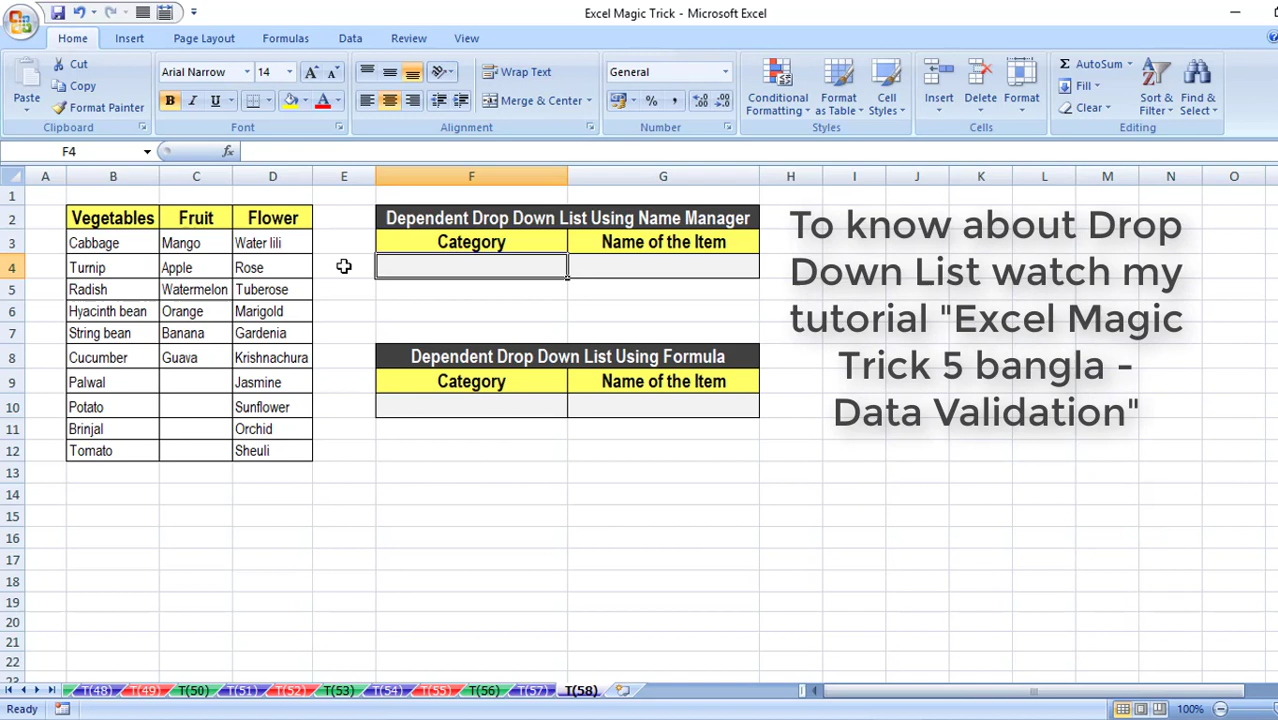 Excel Magic Trick - Microsoft Excel
Home Insert Page Layout Formulas Data Review View
Cut Arial Narrow 14 Wrap Text General AutoSum
Copy Fill
Paste Format Painter Merge & Center Conditional Formatting Format as Table Cell Styles Insert Delete Format Clear Sort & Filter Find & Select
Clipboard Font Alignment Number Styles Cells Editing
F4 fx
A B C D E F G H I J K L M N O
1
2 Vegetables Fruit Flower Dependent Drop Down List Using Name Manager
3 Cabbage Mango Water lili Category Name of the Item
4 Turnip Apple Rose
5 Radish Watermelon Tuberose
6 Hyacinth bean Orange Marigold
7 String bean Banana Gardenia
8 Cucumber Guava Krishnachura Dependent Drop Down List Using Formula
9 Palwal Jasmine Category Name of the Item
10 Potato Sunflower
11 Brinjal Orchid
12 Tomato Sheuli
13
14
15
16
17
18
19
20
21
22
23
To know about Drop
Down List watch my
tutorial "Excel Magic
Trick 5 bangla -
Data Validation"
T(48) T(49) T(50) T(51) T(52) T(53) T(54) T(55) T(56) T(57) T(58)
Ready 100%